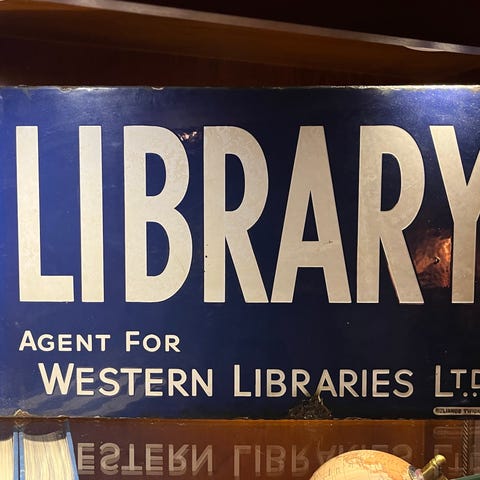 LIBRARY
AGENT FOR
WESTERN LIBRARIES LTD